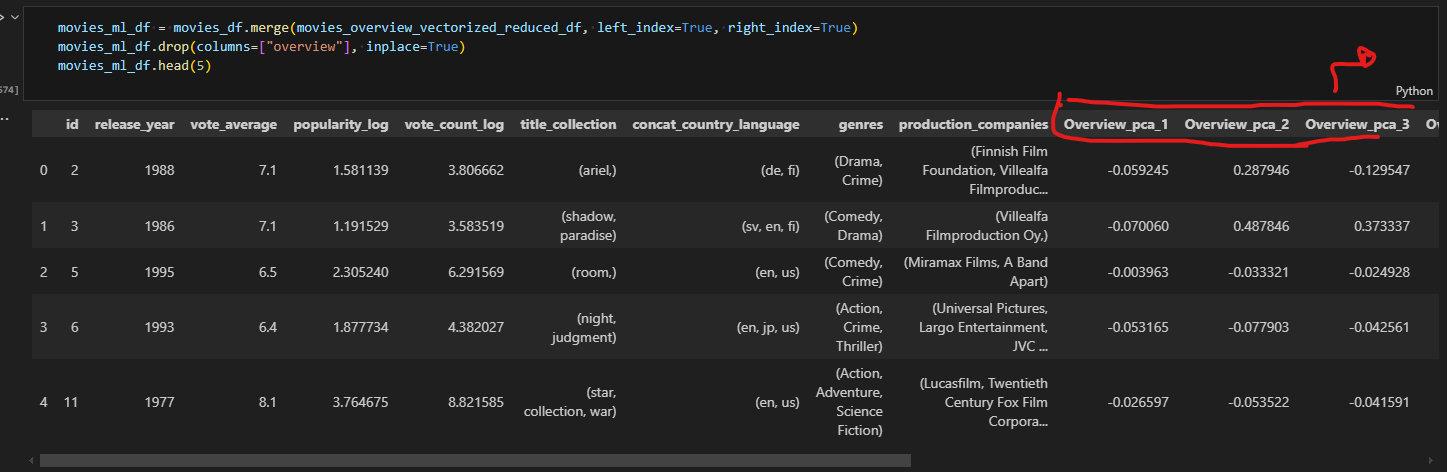 movies_ml_df = movies_df.merge(movies_overview_vectorized_reduced_df, left_index=True, right_index=True)
movies_ml_df.drop(columns=["overview"], inplace=True)
movies_ml_df.head(5)
574]
Python
id release_year vote_average popularity_log vote_count_log title_collection concat_country_language genres production_companies Overview_pca_1 Overview_pca_2 Overview_pca_3 Ov
0 2 1988 7.1 1.581139 3.806662 (ariel,) (de, fi) (Drama, Crime) (Finnish Film Foundation, Villealfa Filmproduc... -0.059245 0.287946 -0.129547
1 3 1986 7.1 1.191529 3.583519 (shadow, paradise) (sv, en, fi) (Comedy, Drama) (Villealfa Filmproduction Oy,) -0.070060 0.487846 0.373337
2 5 1995 6.5 2.305240 6.291569 (room,) (en, us) (Comedy, Crime) (Miramax Films, A Band Apart) -0.003963 -0.033321 -0.024928
3 6 1993 6.4 1.877734 4.382027 (night, judgment) (en, jp, us) (Action, Crime, Thriller) (Universal Pictures, Largo Entertainment, JVC ... -0.053165 -0.077903 -0.042561
4 11 1977 8.1 3.764675 8.821585 (star, collection, war) (en, us) (Action, Adventure, Science Fiction) (Lucasfilm, Twentieth Century Fox Film Corpora... -0.026597 -0.053522 -0.041591